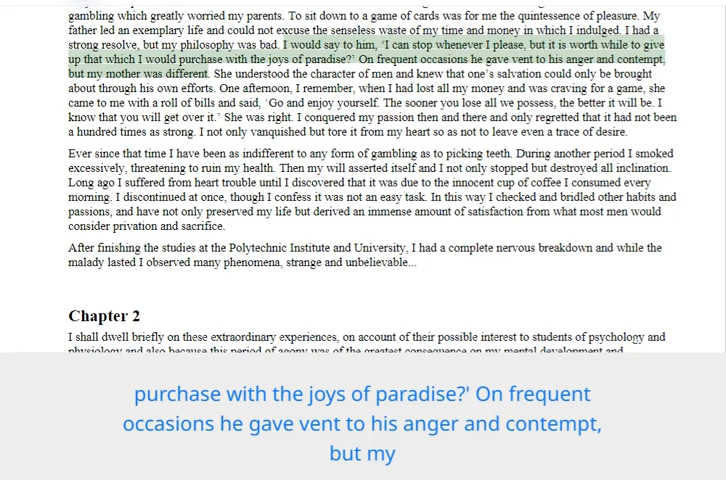 gambling which greatly worried my parents. To sit down to a game of cards was for me the quintessence of pleasure. My
father led an exemplary life and could not excuse the senseless waste of my time and money in which I indulged. I had a
strong resolve, but my philosophy was bad. I would say to him, 'I can stop whenever I please, but it is worth while to give
up that which I would purchase with the joys of paradise?' On frequent occasions he gave vent to his anger and contempt,
but my mother was different. She understood the character of men and knew that one's salvation could only be brought
about through his own efforts. One afternoon, I remember, when I had lost all my money and was craving for a game, she
came to me with a roll of bills and said, 'Go and enjoy yourself. The sooner you lose all we possess, the better it will be. I
know that you will get over it.' She was right. I conquered my passion then and there and only regretted that it had not been
a hundred times as strong. I not only vanquished but tore it from my heart so as not to leave even a trace of desire.
Ever since that time I have been as indifferent to any form of gambling as to picking teeth. During another period I smoked
excessively, threatening to ruin my health. Then my will asserted itself and I not only stopped but destroyed all inclination.
Long ago I suffered from heart trouble until I discovered that it was due to the innocent cup of coffee I consumed every
morning. I discontinued at once, though I confess it was not an easy task. In this way I checked and bridled other habits and
passions, and have not only preserved my life but derived an immense amount of satisfaction from what most men would
consider privation and sacrifice.
After finishing the studies at the Polytechnic Institute and University, I had a complete nervous breakdown and while the
malady lasted I observed many phenomena, strange and unbelievable...
Chapter 2
I shall dwell briefly on these extraordinary experiences, on account of their possible interest to students of psychology and
physiology and also because this period of agony was of the greatest consequence on my mental development and
purchase with the joys of paradise?' On frequent
occasions he gave vent to his anger and contempt,
but my